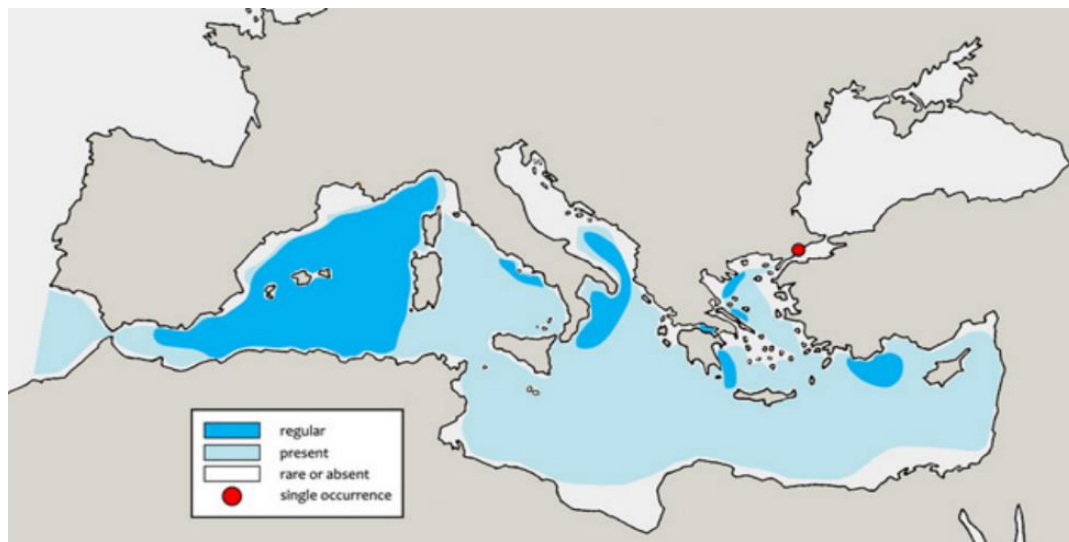 regular
present
rare or absent
single occurrence